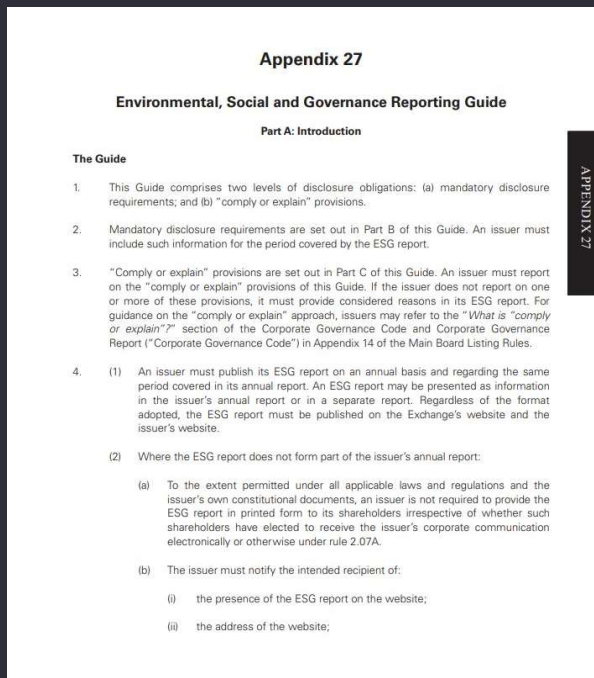 Appendix 27
Environmental, Social and Governance Reporting Guide
Part A: Introduction
The Guide
1. This Guide comprises two levels of disclosure obligations: (a) mandatory disclosure
requirements; and (b) "comply or explain" provisions.
2. Mandatory disclosure requirements are set out in Part B of this Guide. An issuer must
include such information for the period covered by the ESG report.
3. "Comply or explain" provisions are set out in Part C of this Guide. An issuer must report
on the "comply or explain" provisions of this Guide. If the issuer does not report on one
or more of these provisions, it must provide considered reasons in its ESG report. For
guidance on the "comply or explain" approach, issuers may refer to the "What is "comply
or explain"?" section of the Corporate Governance Code and Corporate Governance
Report ("Corporate Governance Code") in Appendix 14 of the Main Board Listing Rules.
4. (1) An issuer must publish its ESG report on an annual basis and regarding the same
period covered in its annual report. An ESG report may be presented as information
in the issuer's annual report or in a separate report. Regardless of the format
adopted, the ESG report must be published on the Exchange's website and the
issuer's website.
(2) Where the ESG report does not form part of the issuer's annual report:
(a) To the extent permitted under all applicable laws and regulations and the
issuer's own constitutional documents, an issuer is not required to provide the
ESG report in printed form to its shareholders irrespective of whether such
shareholders have elected to receive the issuer's corporate communication
electronically or otherwise under rule 2.07A.
(b) The issuer must notify the intended recipient of:
(i) the presence of the ESG report on the website;
(ii) the address of the website;
APPENDIX 27